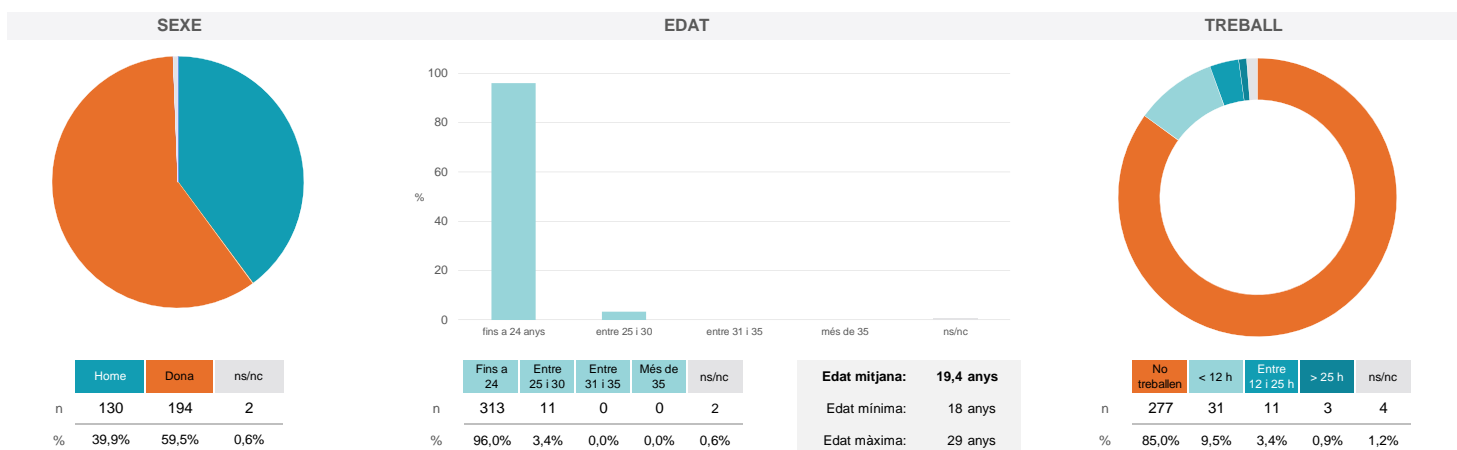 SEXE
EDAT
TREBALL
100
80
60
%
40
20
0
fins a 24 anys
entre 25 i 30
entre 31 i 35
més de 35
ns/nc
Home Dona ns/nc
n 130 194 2
% 39,9% 59,5% 0,6%
Fins a 24 Entre 25 i 30 Entre 31 i 35 Més de 35 ns/nc
n 313 11 0 0 2
% 96,0% 3,4% 0,0% 0,0% 0,6%
Edat mitjana: 19,4 anys
Edat mínima: 18 anys
Edat màxima: 29 anys
No treballen < 12 h Entre 12 i 25 h > 25 h ns/nc
n 277 31 11 3 4
% 85,0% 9,5% 3,4% 0,9% 1,2%